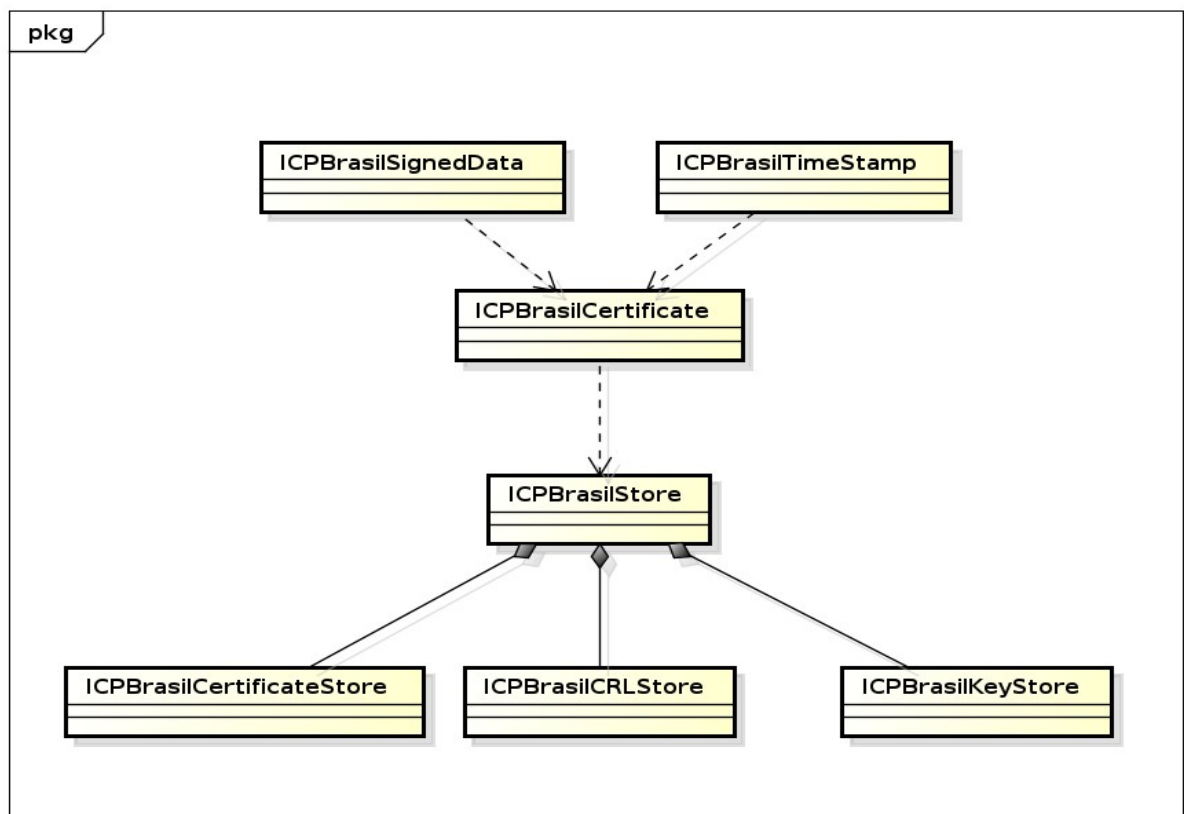 pkg
ICPBrasilSignedData
ICPBrasilTimeStamp
ICPBrasilCertificate
ICPBrasilStore
ICPBrasilCertificateStore
ICPBrasilCRLStore
ICPBrasilKeyStore